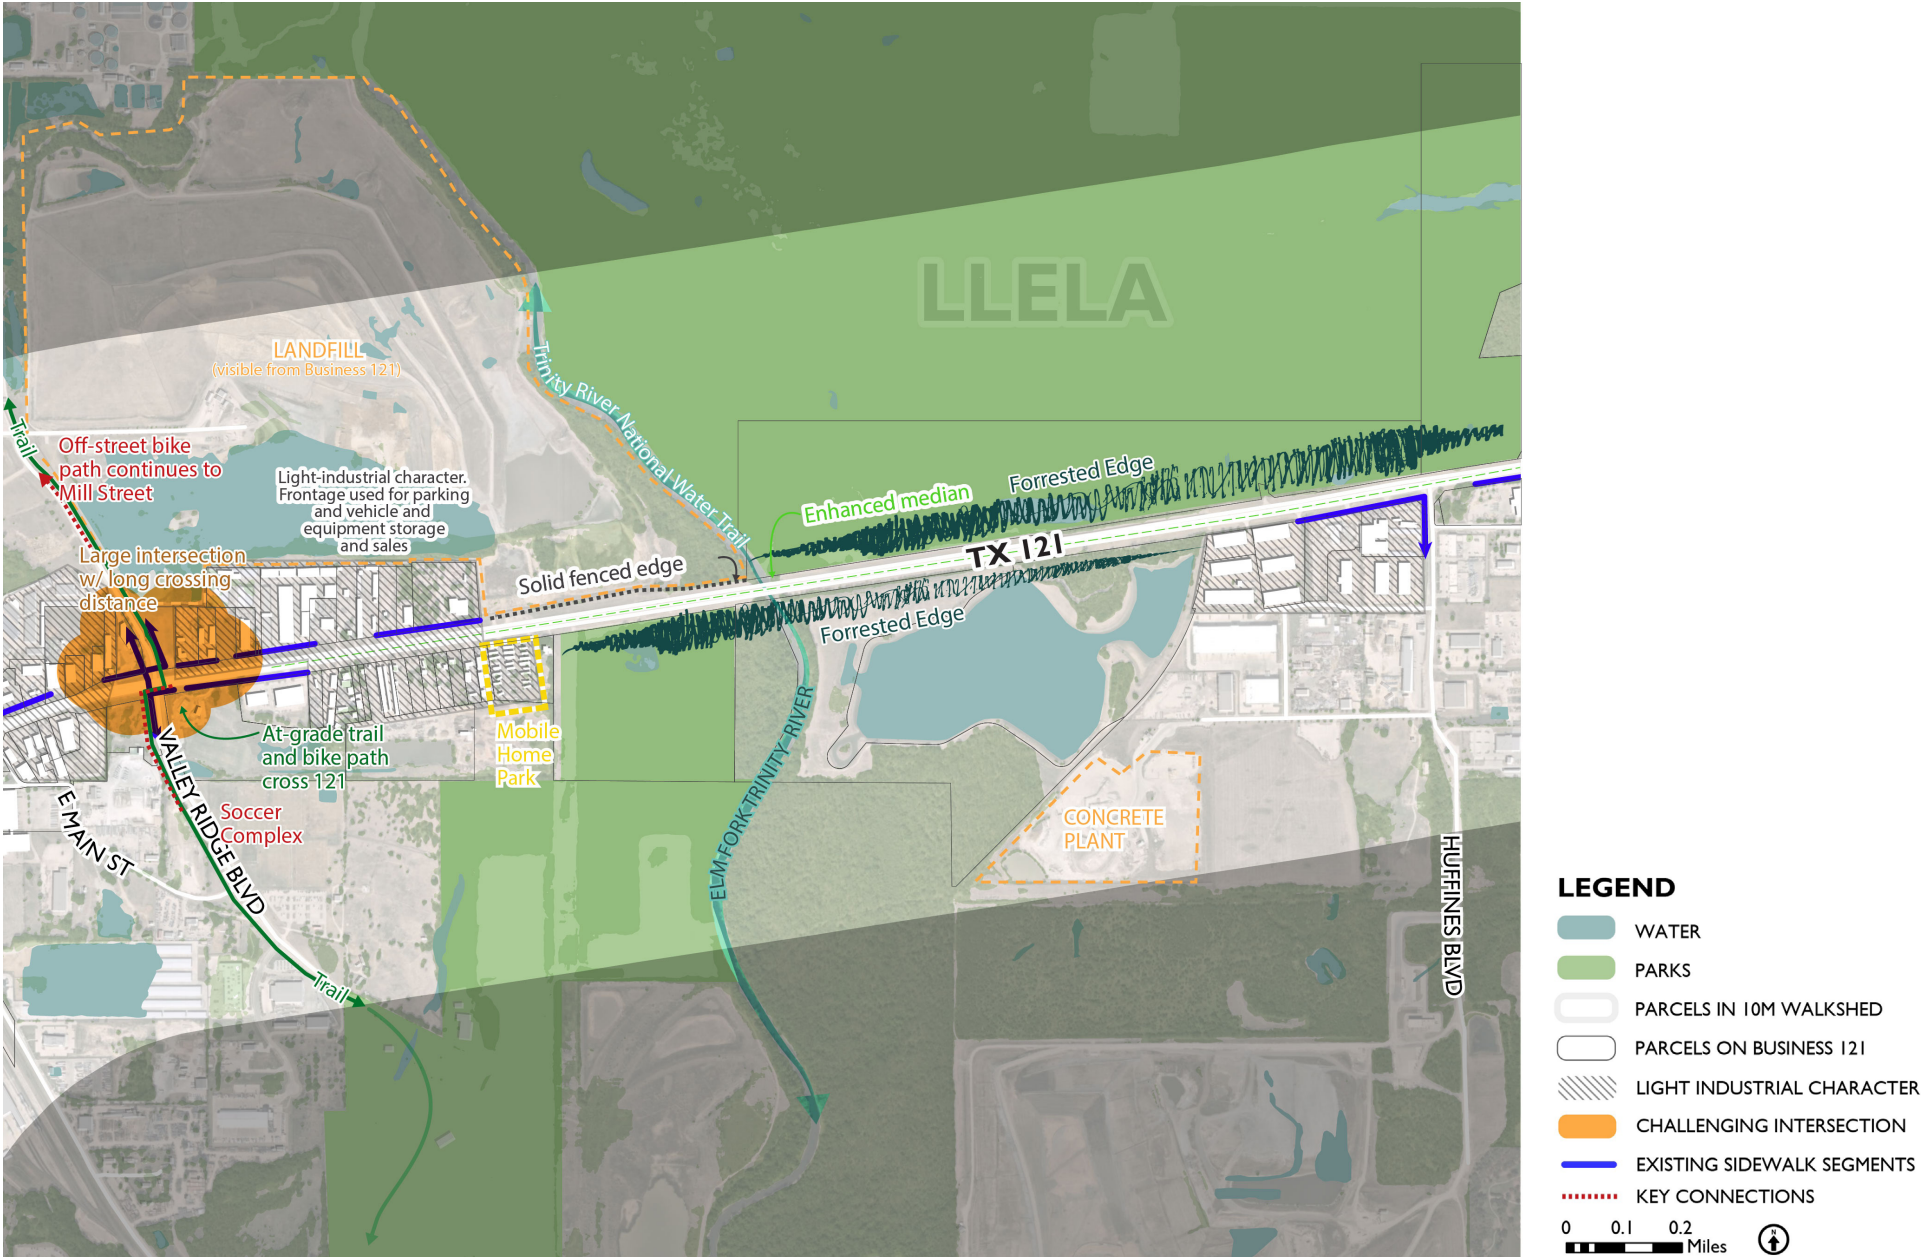 LLELA
LANDFILL
(visible from Business 121)
Trinity River National Water Trail
Trail
Off-street bike
path continues to
Mill Street
Light-industrial character.
Frontage used for parking
and vehicle and
equipment storage
and sales
Large intersection
w/ long crossing
distance
Solid fenced edge
Enhanced median
Forrested Edge
TX 121
Forrested Edge
Mobile
Home
Park
At-grade trail
and bike path
cross 121
VALLEY RIDGE BLVD
E MAIN ST
Soccer
Complex
ELM FORK TRINITY RIVER
CONCRETE
PLANT
HUFFINES BLVD
Trail
LEGEND
WATER
PARKS
PARCELS IN 10M WALKSHED
PARCELS ON BUSINESS 121
LIGHT INDUSTRIAL CHARACTER
CHALLENGING INTERSECTION
EXISTING SIDEWALK SEGMENTS
KEY CONNECTIONS
0 0.1 0.2
Miles
N